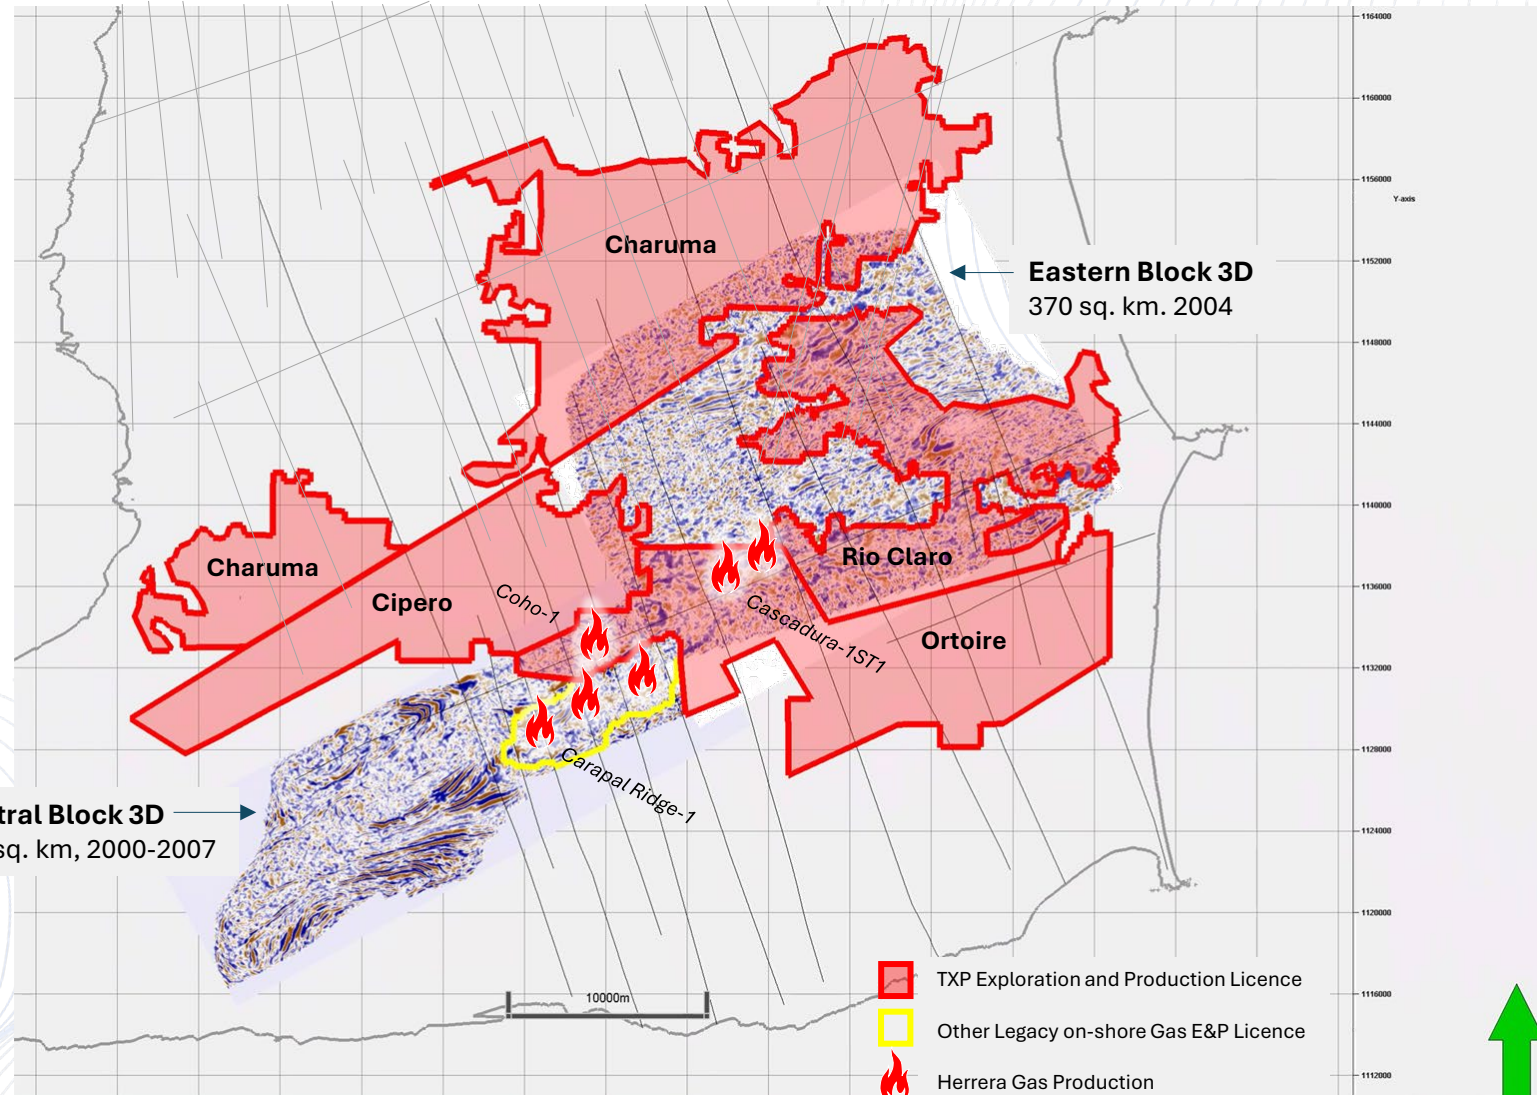 1164000
1160000
1156000
Y-axis
Charuma
1152000
Eastern Block 3D
370 sq. km. 2004
1148000
1144000
1140000
Rio Claro
Charuma
Cipero
Coho-1
1136000
Cascadura-1ST1
Ortoire
1132000
Carapal Ridge-1
1128000
tral Block 3D
sq. km, 2000-2007
1124000
1120000
10000m
1116000
TXP Exploration and Production Licence
Other Legacy on-shore Gas E&P Licence
Herrera Gas Production
1112000